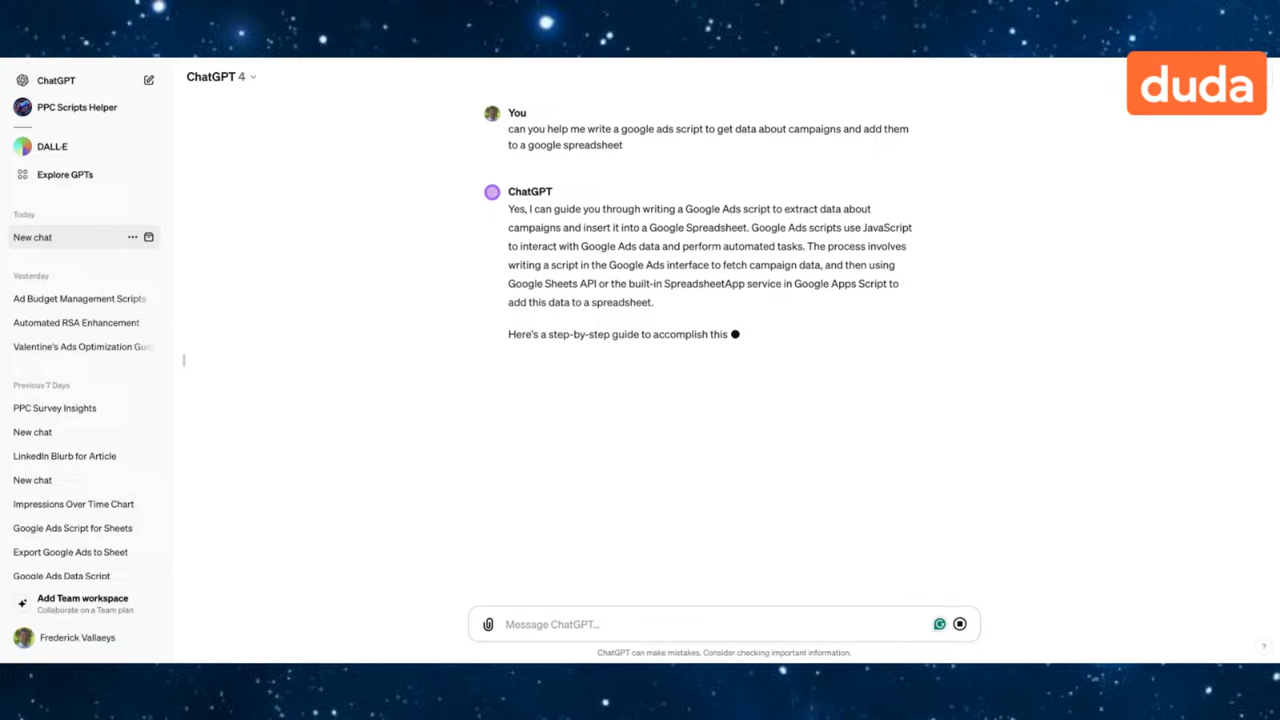 duda
ChatGPT
PPC Scripts Helper
DALL·E
Explore GPTs
Today
New chat
Yesterday
Ad Budget Management Scripts
Automated RSA Enhancement
Valentine's Ads Optimization Guid
Previous 7 Days
PPC Survey Insights
New chat
LinkedIn Blurb for Article
New chat
Impressions Over Time Chart
Google Ads Script for Sheets
Export Google Ads to Sheet
Google Ads Data Script
Add Team workspace
Collaborate on a Team plan
Frederick Vallaeys
ChatGPT 4
You
can you help me write a google ads script to get data about campaigns and add them
to a google spreadsheet
ChatGPT
Yes, I can guide you through writing a Google Ads script to extract data about
campaigns and insert it into a Google Spreadsheet. Google Ads scripts use JavaScript
to interact with Google Ads data and perform automated tasks. The process involves
writing a script in the Google Ads interface to fetch campaign data, and then using
Google Sheets API or the built-in SpreadsheetApp service in Google Apps Script to
add this data to a spreadsheet.
Here's a step-by-step guide to accomplish this
Message ChatGPT...
ChatGPT can make mistakes. Consider checking important information.
?